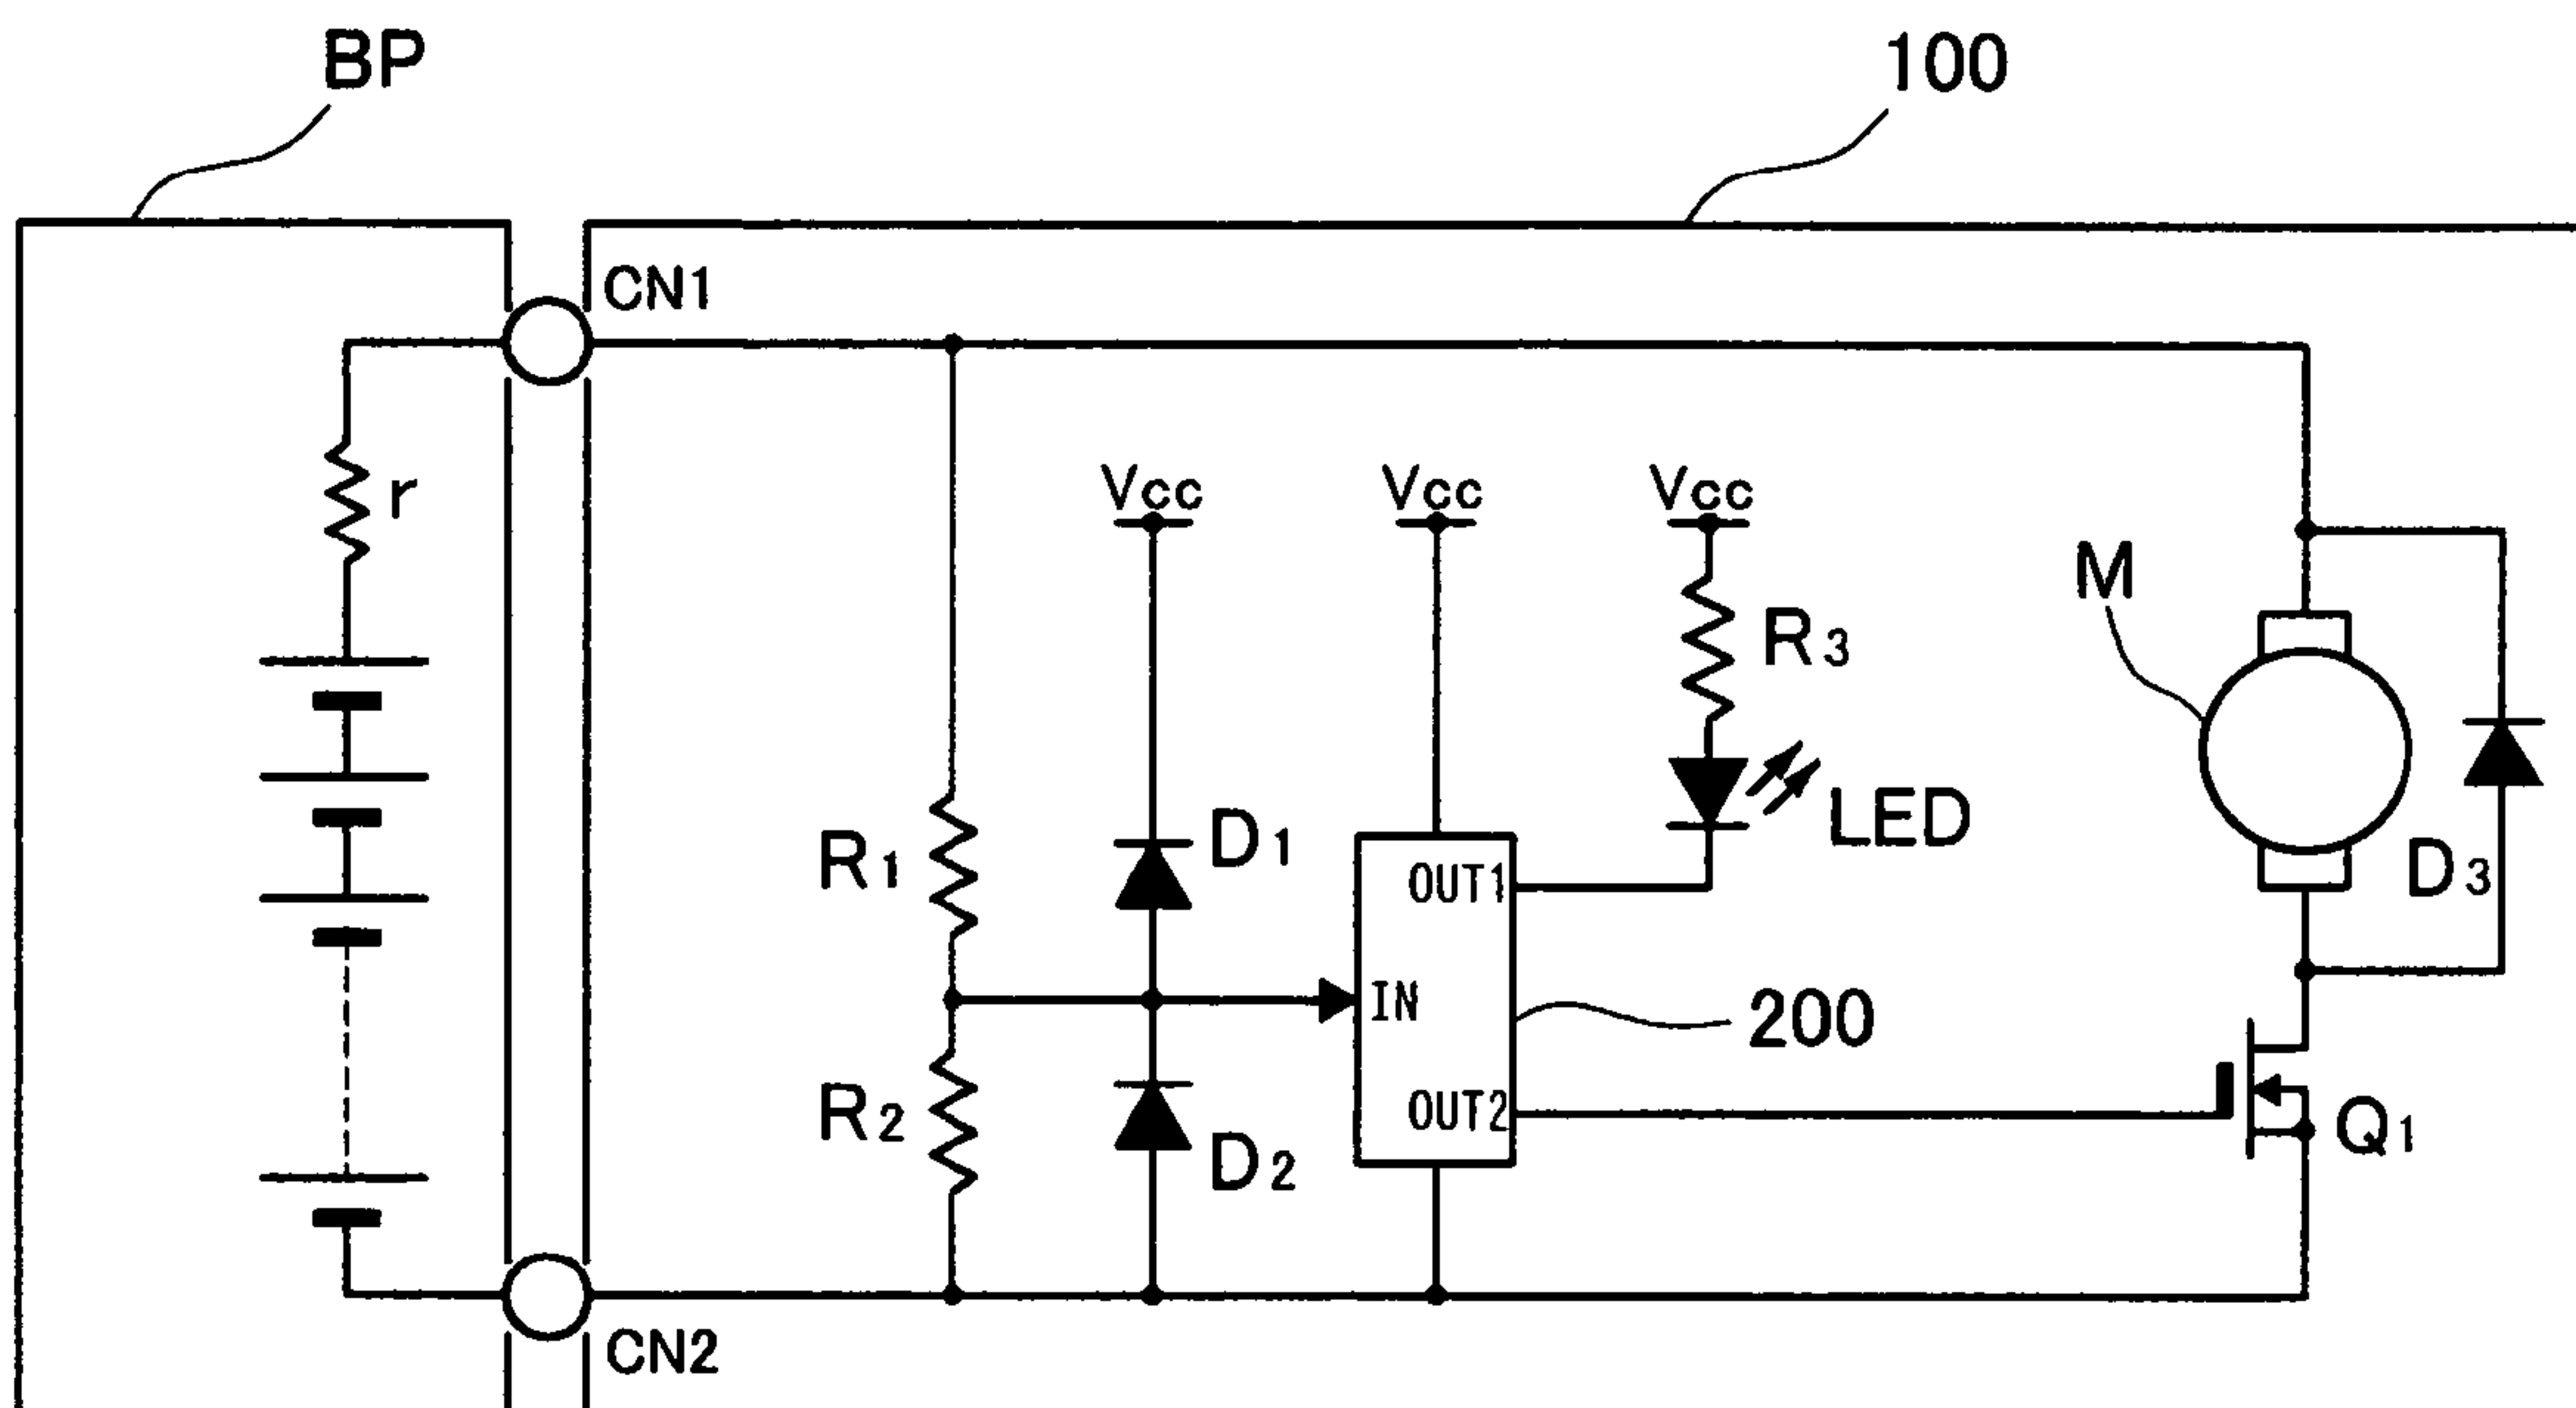 BP
100
CN1
r
Vcc
Vcc
Vcc
M
R3
R1
D1
LED
OUT1
D3
IN
200
R2
D2
OUT2
Q1
CN2